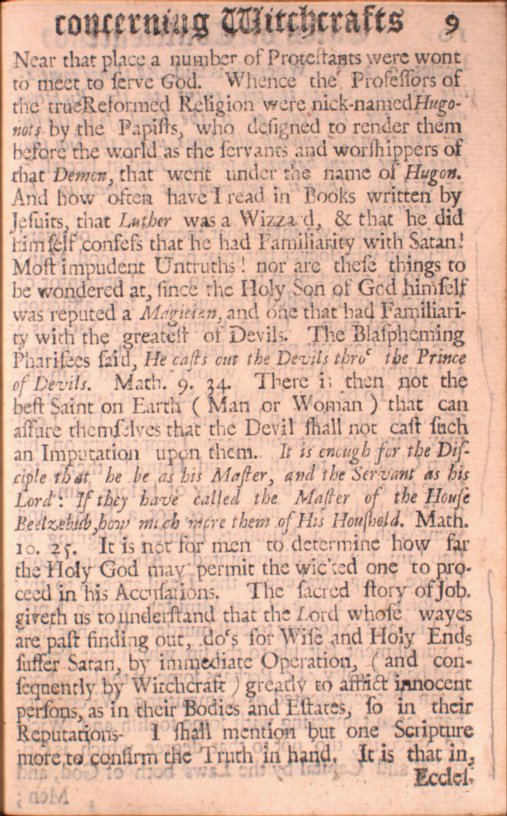 concerning Witchcrafts 9
Near that place a number of Proteſtants were wont
to meet to ſerve God. Whence the Profeſſors of
the trueReformed Religion were nick-namedHugo-
nots by the Papiſts, who deſigned to render them
before the world as the ſervants and worſhippers of
that Demon, that went under the name of Hugon.
And how often have I read in Books written by
Jeſuits, that Luther was a Wizzard, & that he did
himſelf confeſs that he had Familiarity with Satan!
Moſt impudent Untruths! nor are theſe things to
be wondered at, ſince the Holy Son of God himſelf
was reputed a Magician, and one that had Familiari-
ty with the greateſt of Devils. The Blaſpheming
Phariſees ſaid, He caſts out the Devils thro' the Prince
of Devils. Math. 9. 34. There is then not the
beſt Saint on Earth ( Man or Woman ) that can
aſſure themſelves that the Devil ſhall not caſt ſuch
an Imputation upon them. It is enough for the Diſ-
ciple that he be as his Maſter, and the Servant as his
Lord: If they have called the Maſter of the Houſe
Beelzebub, how much more them of His Houſhold. Math.
10. 25. It is not for men to determine how far
the Holy God may permit the wicked one to pro-
ceed in his Accuſations. The ſacred ſtory of Job.
giveth us to underſtand that the Lord whoſe wayes
are paſt finding out, do's for Wiſe and Holy Ends
ſuffer Satan, by immediate Operation, (and con-
ſequently by Witchcraft ) greatly to afflict innocent
perſons, as in their Bodies and Eſtates, ſo in their
Reputations- I ſhall mention but one Scripture
more to confirm the Truth in hand. It is that in,
Eccleſ.